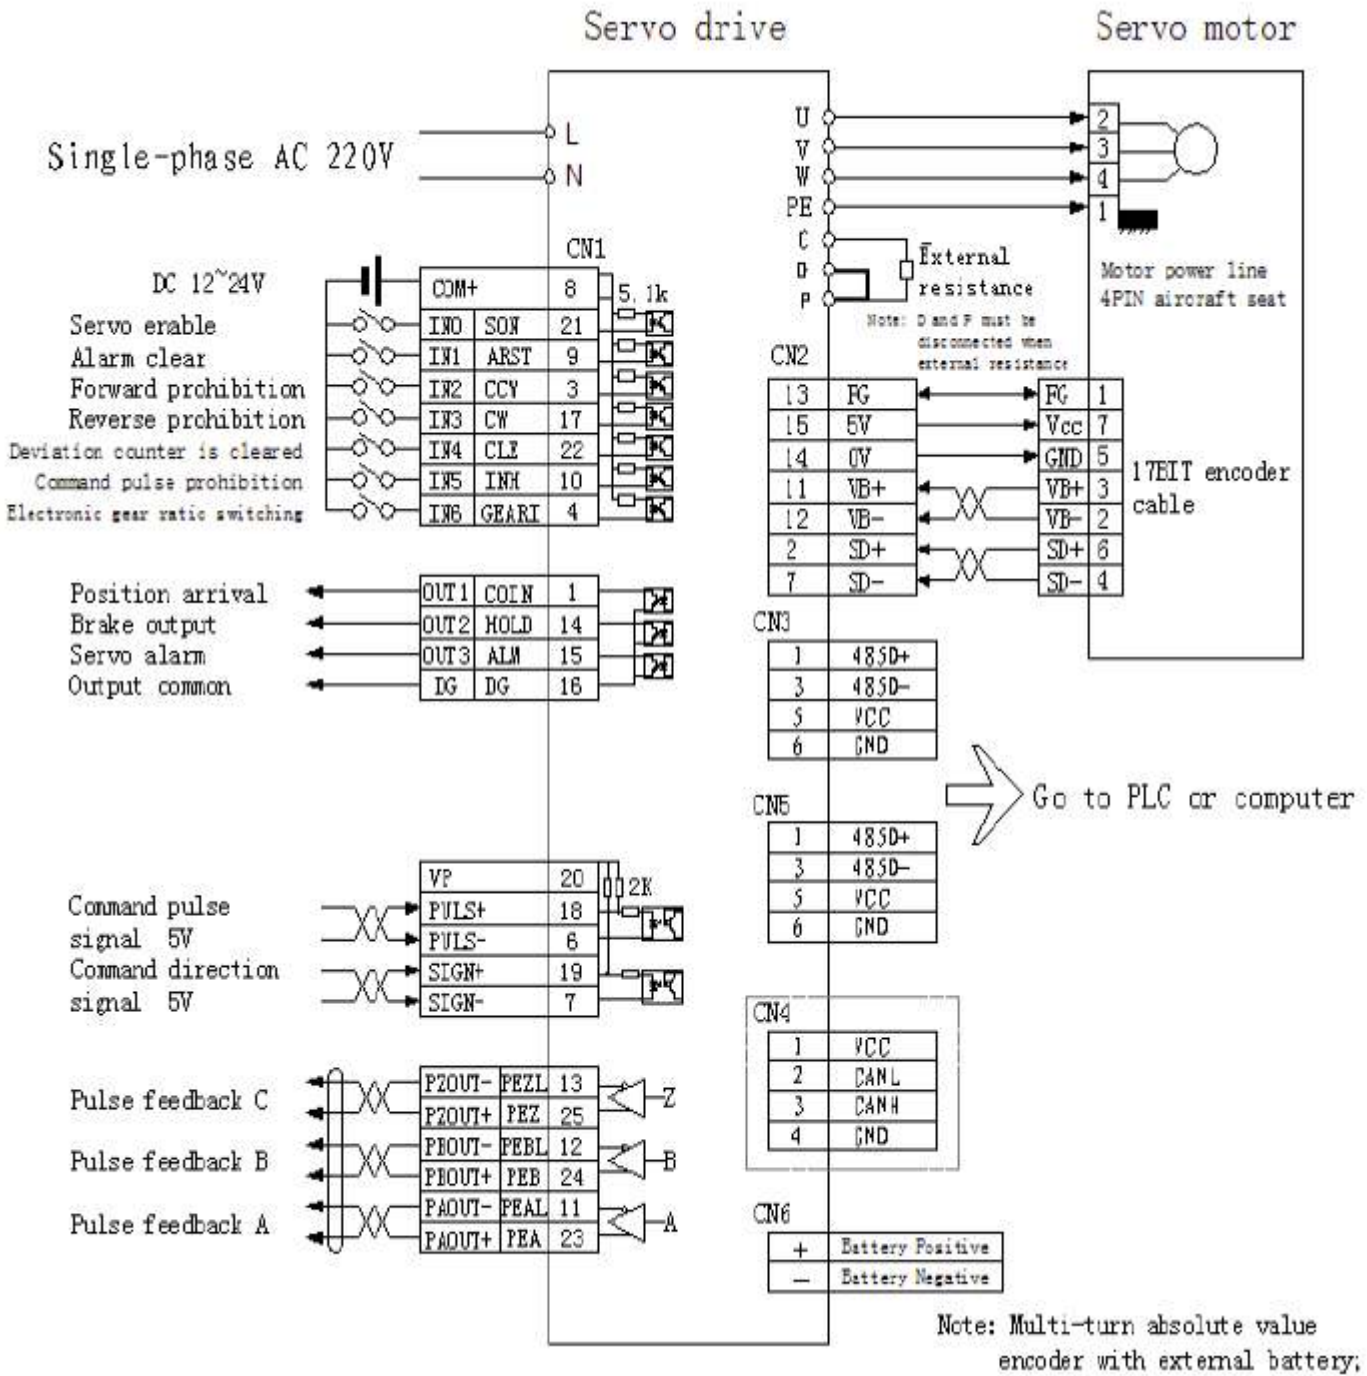 Servo drive
Servo motor
Single-phase AC 220V
L
N
U
V
W
PE
C
D
P
2
3
4
1
External
resistance
Note: D and P must be
disconnected when
external resistance
Motor power line
4PIN aircraft seat
CN1
DC 12~24V
COM+ 8
5.1k
Servo enable IN0 SON 21
Alarm clear IN1 ARST 9
Forward prohibition IN2 CCW 3
Reverse prohibition IN3 CW 17
Deviation counter is cleared IN4 CLE 22
Command pulse prohibition IN5 INH 10
Electronic gear ratio switching IN6 GEAR1 4
CN2
13 FG FG 1
15 5V Vcc 7
14 0V GND 5
11 VB+ VB+ 3
12 VB- VB- 2
2 SD+ SD+ 6
7 SD- SD- 4
17BIT encoder
cable
Position arrival OUT1 COIN 1
Brake output OUT2 HOLD 14
Servo alarm OUT3 ALM 15
Output common DG DG 16
CN3
1 485D+
3 485D-
5 VCC
6 GND
Go to PLC or computer
CN5
1 485D+
3 485D-
5 VCC
6 GND
VP 20
2K
Command pulse
signal 5V
PULS+ 18
PULS- 6
Command direction
signal 5V
SIGN+ 19
SIGN- 7
CN4
1 VCC
2 CANL
3 CANH
4 GND
Pulse feedback C
PZOUT- PEZL 13
PZOUT+ PEZ 25
Z
Pulse feedback B
PBOUT- PEBL 12
PBOUT+ PEB 24
B
Pulse feedback A
PAOUT- PEAL 11
PAOUT+ PEA 23
A
CN6
+ Battery Positive
- Battery Negative
Note: Multi-turn absolute value
encoder with external battery;